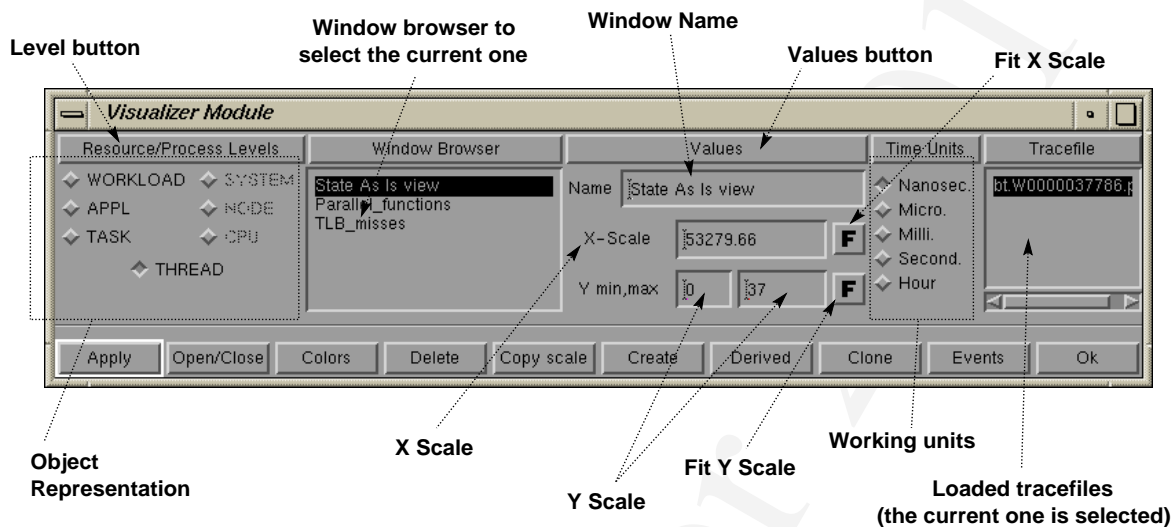 Window Name
Window browser to
select the current one
Level button
Values button
Fit X Scale
Visualizer Module
Resource/Process Levels
Window Browser
Values
Time Units
Tracefile
WORKLOAD
SYSTEM
APPL
NODE
TASK
CPU
THREAD
State As Is view
Parallel_functions
TLB_misses
Name
State As Is view
X-Scale
53279.66
F
Y min,max
0
37
F
Nanosec.
Micro.
Milli.
Second.
Hour
bt.W0000037786.p
Apply
Open/Close
Colors
Delete
Copy scale
Create
Derived
Clone
Events
Ok
Object
Representation
X Scale
Y Scale
Fit Y Scale
Working units
Loaded tracefiles
(the current one is selected)